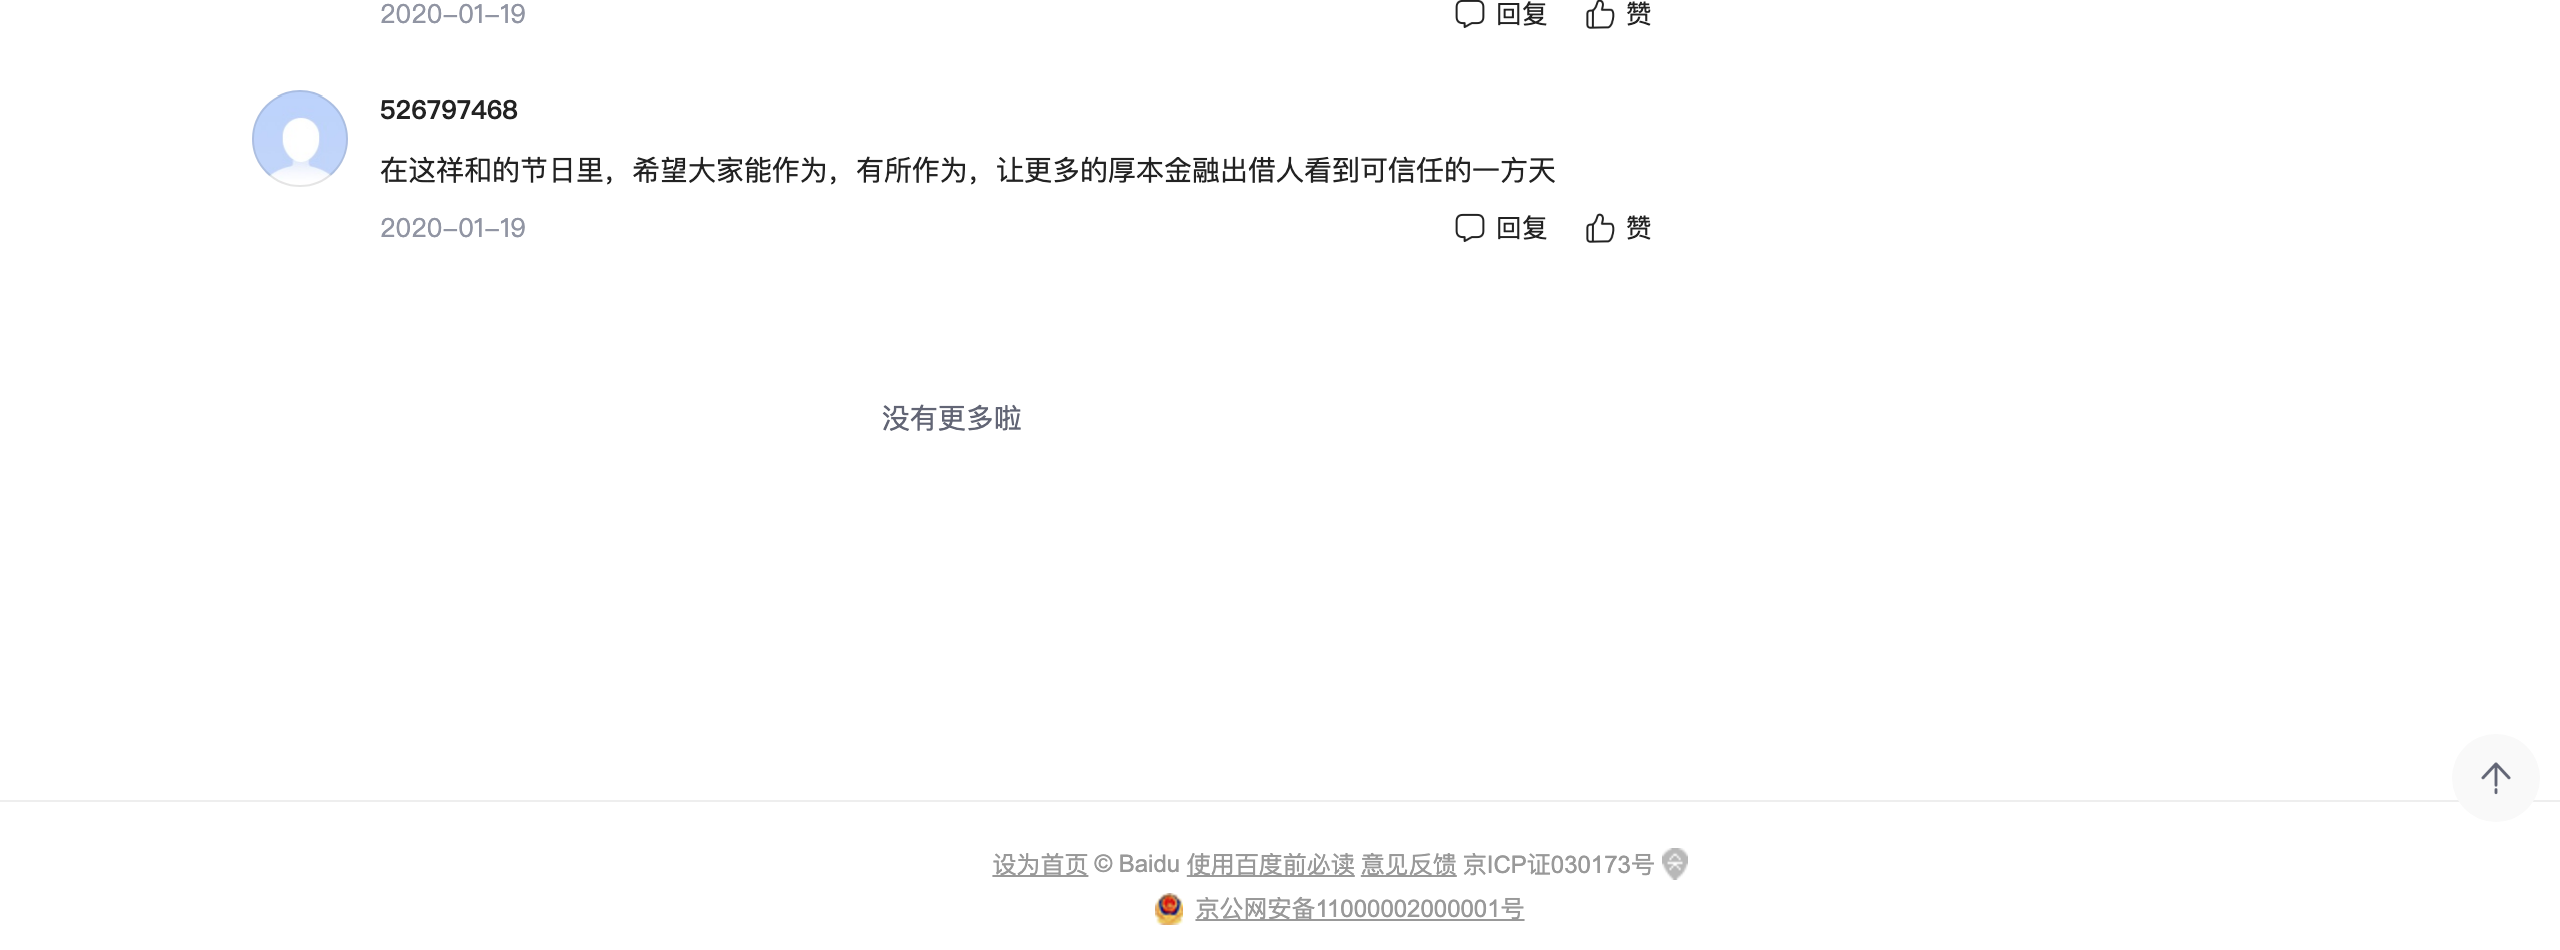 2020-01-19 回复 赞
526797468
在这祥和的节日里，希望大家能作为，有所作为，让更多的厚本金融出借人看到可信任的一方天
2020-01-19 回复 赞
没有更多啦
设为首页 © Baidu 使用百度前必读 意见反馈 京ICP证030173号
京公网安备11000002000001号